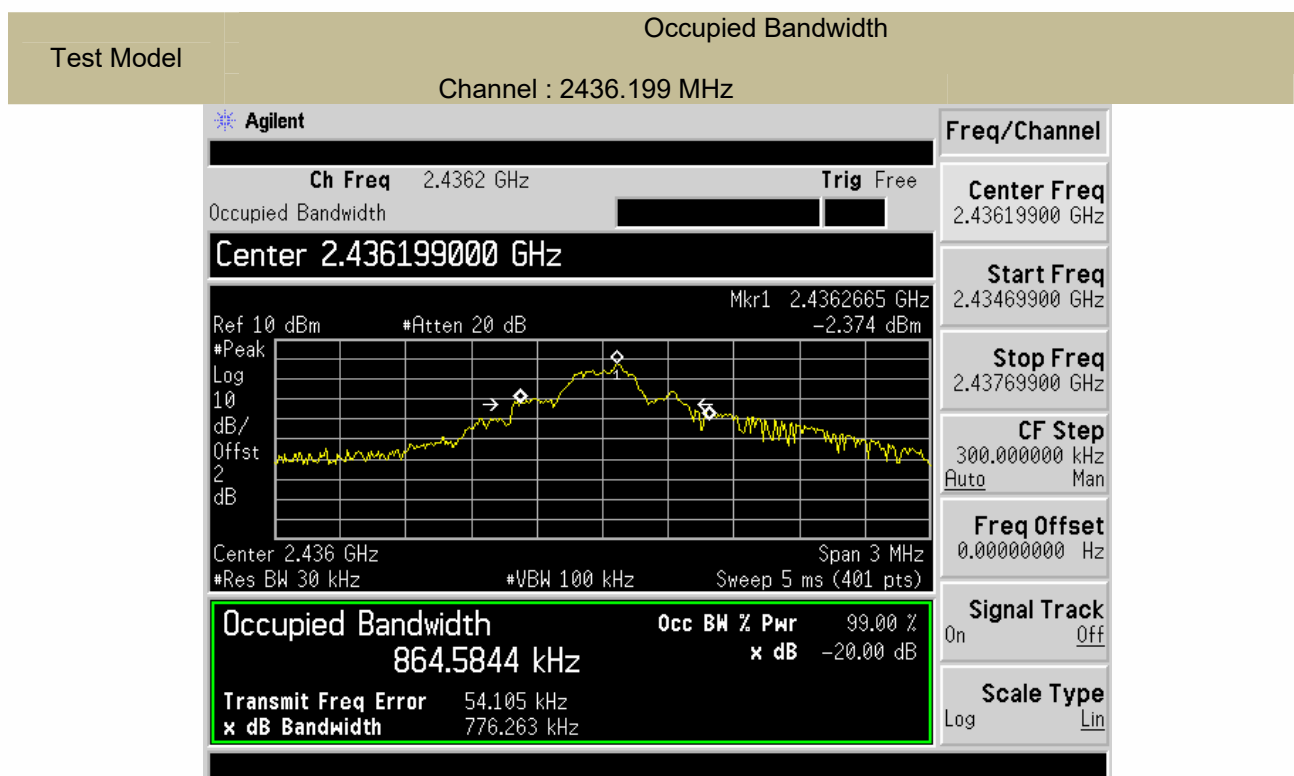 Occupied Bandwidth
Test Model
Channel : 2436.199 MHz
Agilent
Freq/Channel
Ch Freq 2.4362 GHz Trig Free
Occupied Bandwidth
Center 2.436199000 GHz
Mkr1 2.4362665 GHz
Ref 10 dBm #Atten 20 dB -2.374 dBm
#Peak
Log
10
dB/
Offst
2
dB
1
Center 2.436 GHz Span 3 MHz
#Res BW 30 kHz #VBW 100 kHz Sweep 5 ms (401 pts)
Occupied Bandwidth
864.5844 kHz
Occ BW % Pwr 99.00 %
x dB -20.00 dB
Transmit Freq Error 54.105 kHz
x dB Bandwidth 776.263 kHz
Center Freq
2.43619900 GHz
Start Freq
2.43469900 GHz
Stop Freq
2.43769900 GHz
CF Step
300.000000 kHz
Auto Man
Freq Offset
0.00000000 Hz
Signal Track
On Off
Scale Type
Log Lin